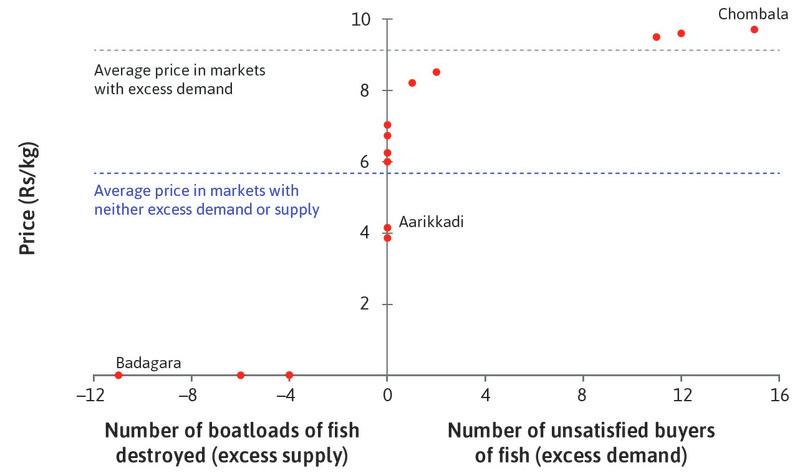 Chombala
10
Average price in markets
with excess demand
8
6
Average price in markets with
neither excess demand or supply
Price (Rs/kg)
Aarikkadi
4
2
Badagara
−12 −8 −4 0 4 8 12 16
Number of boatloads of fish
destroyed (excess supply)
Number of unsatisfied buyers
of fish (excess demand)